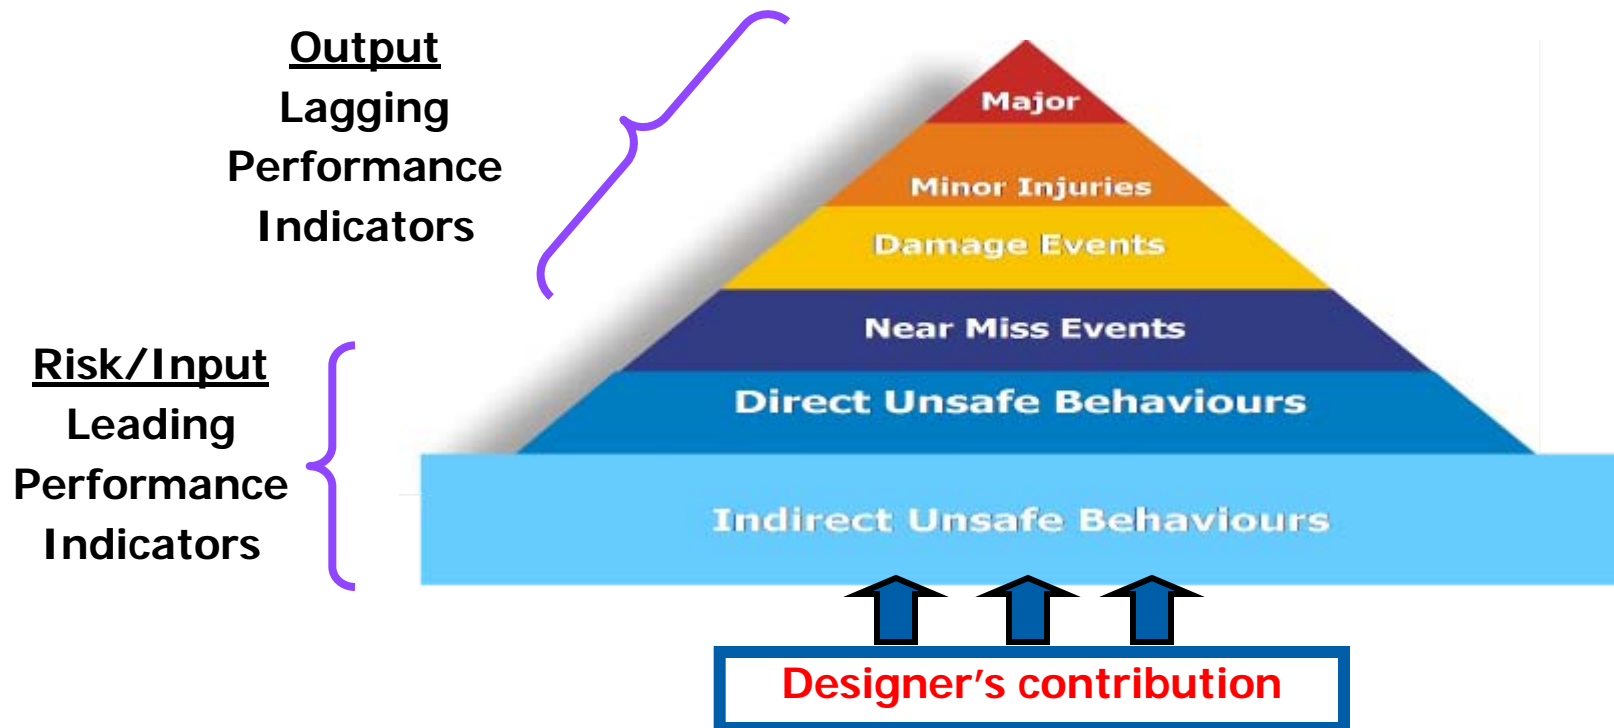 Output
Lagging
Performance
Indicators
Risk/Input
Leading
Performance
Indicators
Major
Minor Injuries
Damage Events
Near Miss Events
Direct Unsafe Behaviours
Indirect Unsafe Behaviours
Designer’s contribution